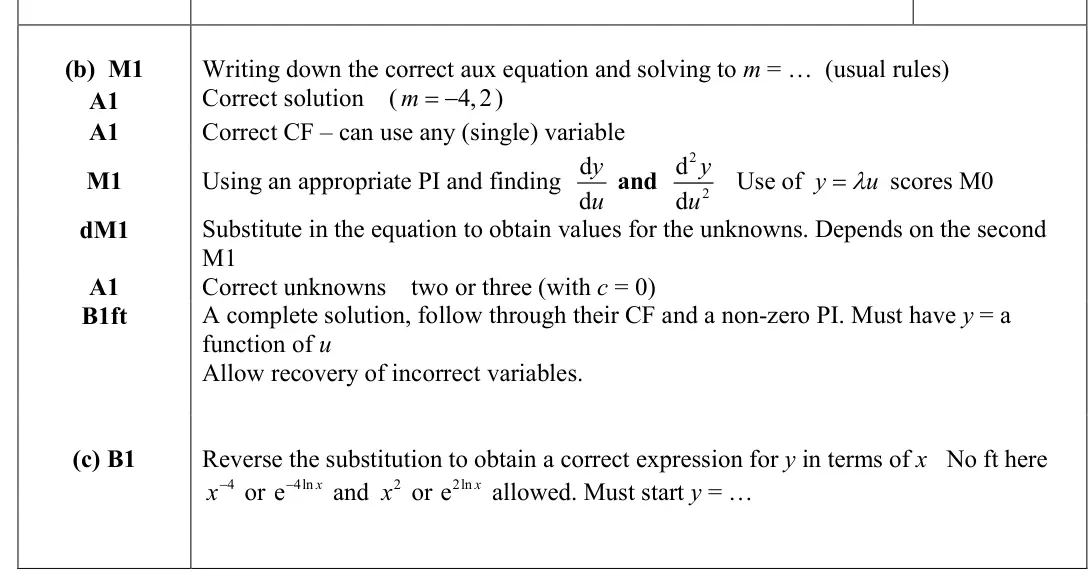 (b) M1 Writing down the correct aux equation and solving to m = … (usual rules)
A1 Correct solution ( m = −4, 2 )
A1 Correct CF – can use any (single) variable
M1 Using an appropriate PI and finding dy/du and d²y/du² Use of y = λu scores M0
dM1 Substitute in the equation to obtain values for the unknowns. Depends on the second
M1
A1 Correct unknowns two or three (with c = 0)
B1ft A complete solution, follow through their CF and a non-zero PI. Must have y = a
function of u
Allow recovery of incorrect variables.
(c) B1 Reverse the substitution to obtain a correct expression for y in terms of x No ft here
x⁻⁴ or e^(−4 ln x) and x² or e^(2 ln x) allowed. Must start y = …